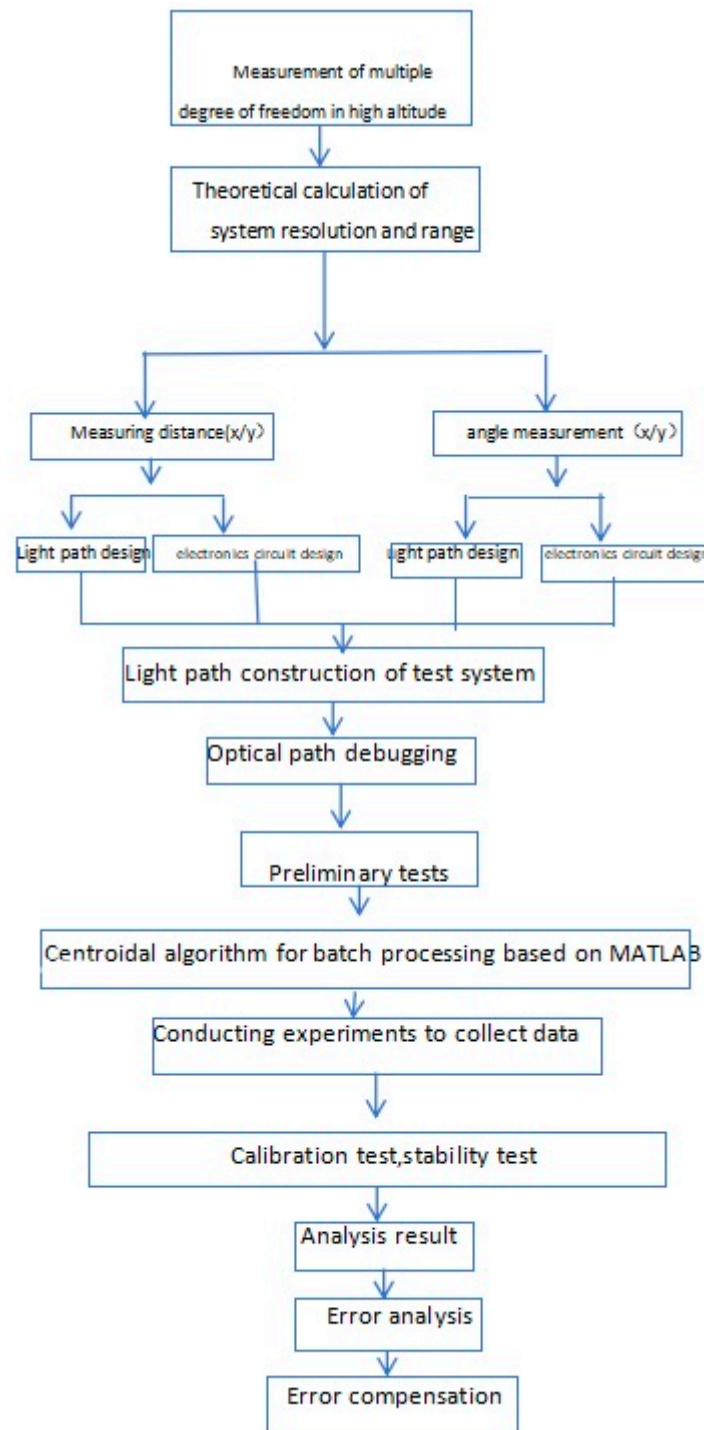 Measurement of multiple
degree of freedom in high altitude
Theoretical calculation of
system resolution and range
Measuring distance(x/y）
angle measurement（x/y）
Light path design
electronics circuit design
Light path design
electronics circuit design
Light path construction of test system
Optical path debugging
Preliminary tests
Centroidal algorithm for batch processing based on MATLAB
Conducting experiments to collect data
Calibration test,stability test
Analysis result
Error analysis
Error compensation